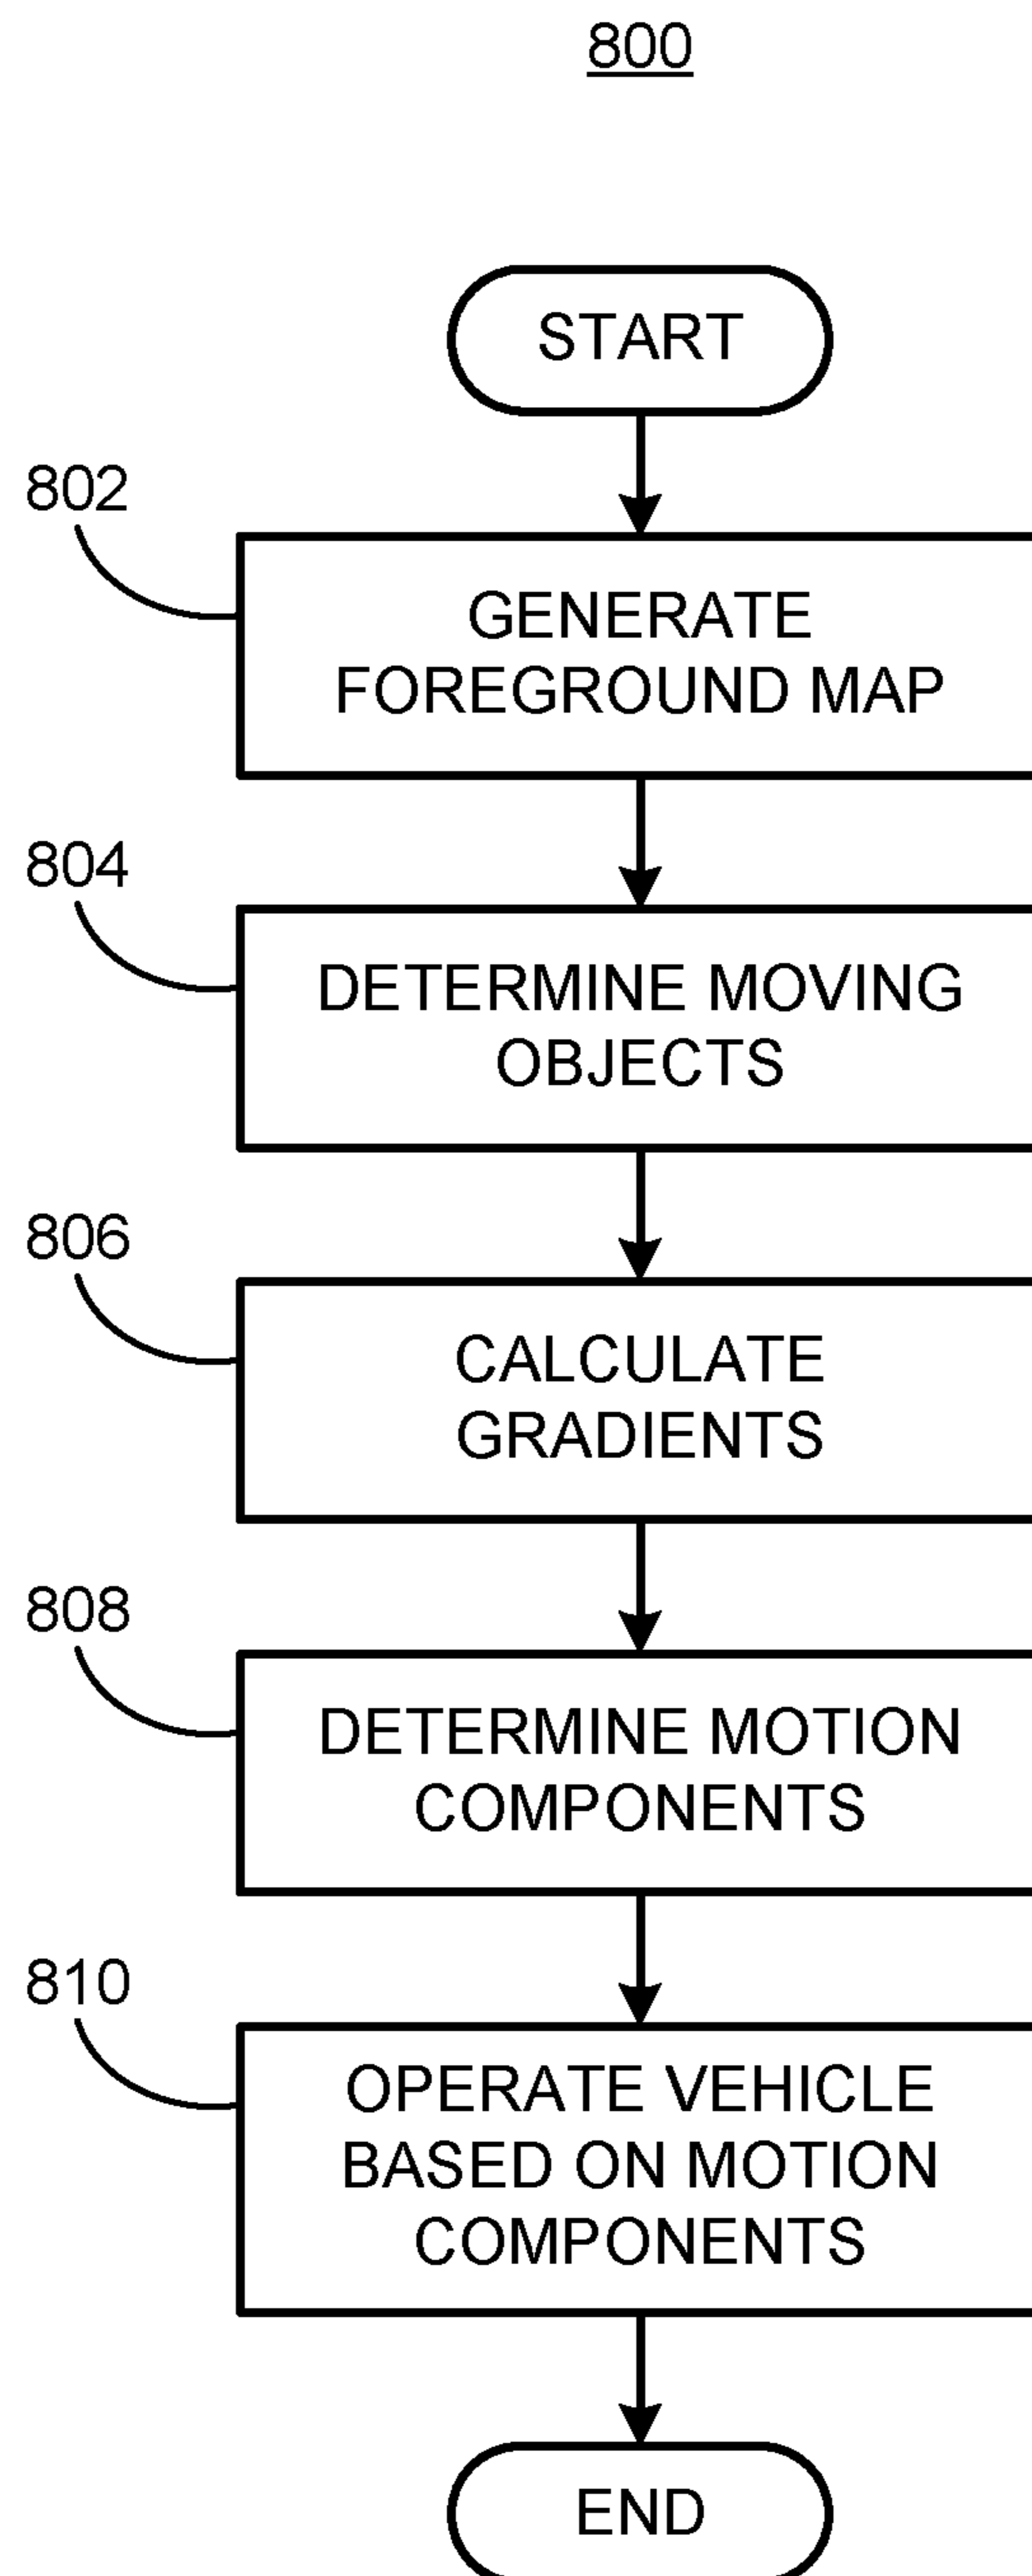 800
START
802
GENERATE
FOREGROUND MAP
804
DETERMINE MOVING
OBJECTS
806
CALCULATE
GRADIENTS
808
DETERMINE MOTION
COMPONENTS
810
OPERATE VEHICLE
BASED ON MOTION
COMPONENTS
END